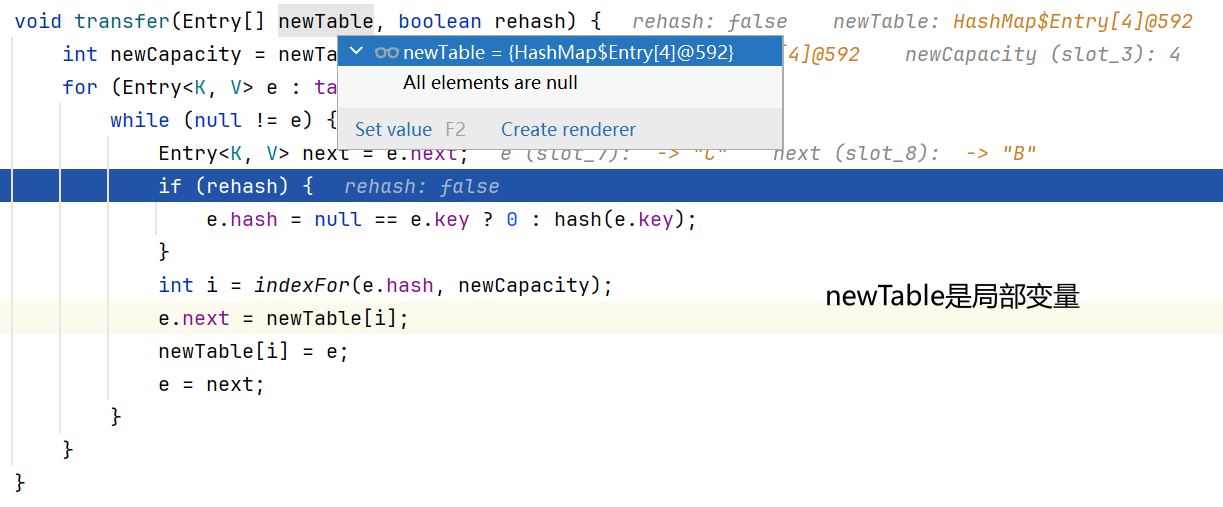 void transfer(Entry[] newTable, boolean rehash) { rehash: false newTable: HashMap$Entry[4]@592
int newCapacity = newTa 4]@592 newCapacity (slot_3): 4
newTable = {HashMap$Entry[4]@592}
for (Entry<K, V> e : ta
All elements are null
while (null != e) {
Set value F2 Create renderer
Entry<K, V> next = e.next; e (slot_7): -> "C" next (slot_8): -> "B"
if (rehash) { rehash: false
e.hash = null == e.key ? 0 : hash(e.key);
}
int i = indexFor(e.hash, newCapacity);
newTable是局部变量
e.next = newTable[i];
newTable[i] = e;
e = next;
}
}
}